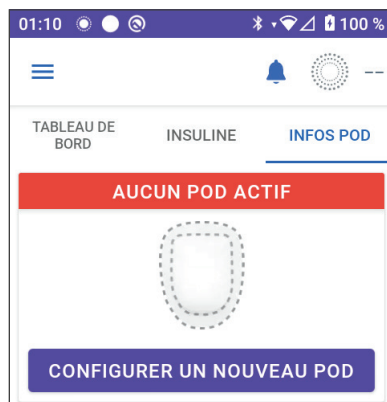 01:10 100 %
--
TABLEAU DE
BORD
INSULINE
INFOS POD
AUCUN POD ACTIF
CONFIGURER UN NOUVEAU POD